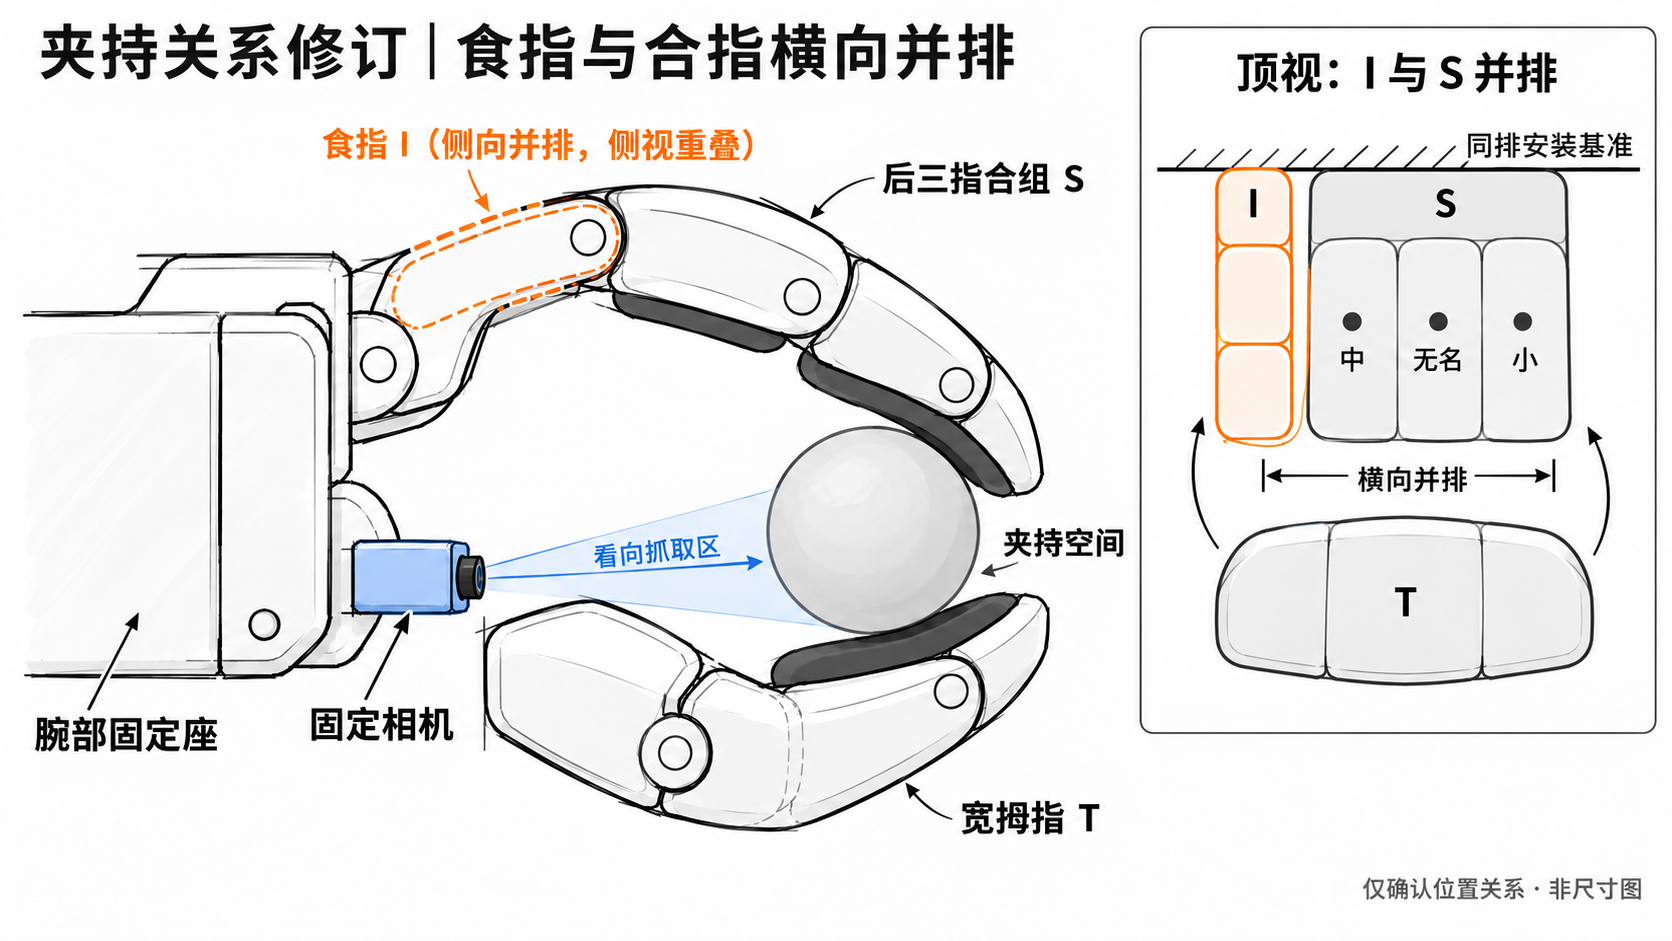 夹持关系修订 | 食指与合指横向并排
食指 I（侧向并排，侧视重叠）
后三指合组 S
看向抓取区
夹持空间
腕部固定座
固定相机
宽拇指 T
顶视：I 与 S 并排
同排安装基准
I
S
中
无名
小
横向并排
T
仅确认位置关系 · 非尺寸图